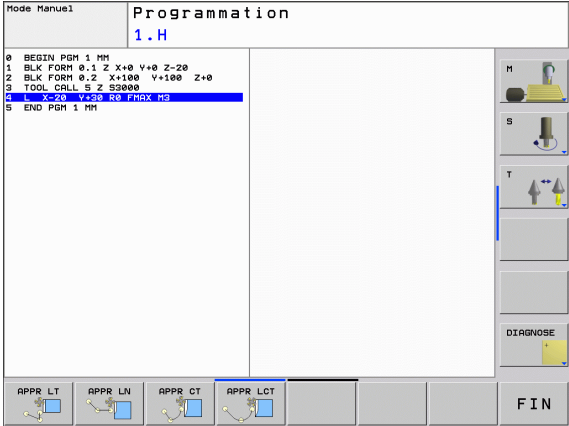 Mode Manuel
Programmation
1.H
0 BEGIN PGM 1 MM
1 BLK FORM 0.1 Z X+0 Y+0 Z-20
2 BLK FORM 0.2 X+100 Y+100 Z+0
3 TOOL CALL 5 Z S3000
4 L X-20 Y+30 R0 FMAX M3
5 END PGM 1 MM
M
S
T
DIAGNOSE
APPR LT APPR LN APPR CT APPR LCT FIN